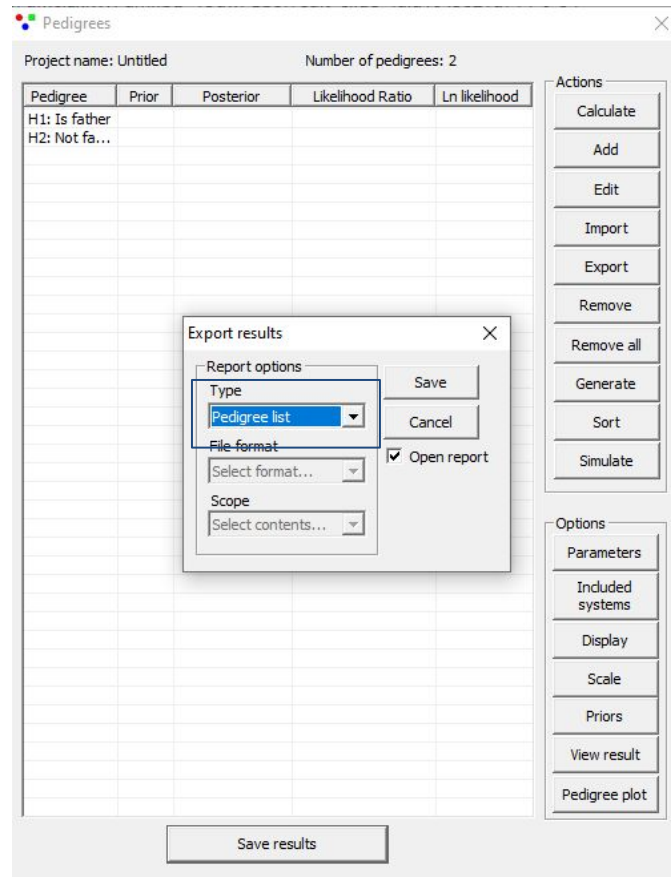 Pedigrees
Project name: Untitled Number of pedigrees: 2
Pedigree Prior Posterior Likelihood Ratio Ln likelihood
H1: Is father
H2: Not fa...
Actions
Calculate
Add
Edit
Import
Export
Remove
Remove all
Generate
Sort
Simulate
Export results
Report options
Type
Pedigree list
File format
Select format...
Scope
Select contents...
Save
Cancel
Open report
Options
Parameters
Included
systems
Display
Scale
Priors
View result
Pedigree plot
Save results